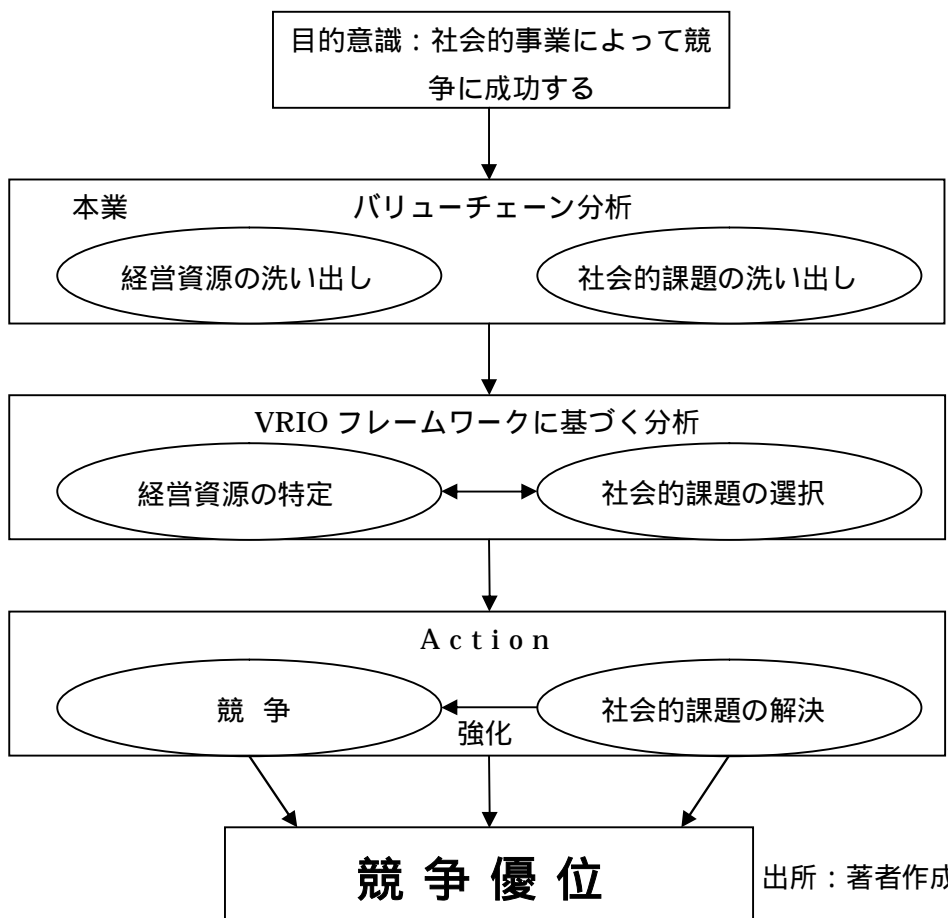 目的意識：社会的事業によって競
争に成功する
本業 バリューチェーン分析
経営資源の洗い出し 社会的課題の洗い出し
VRIO フレームワークに基づく分析
経営資源の特定 社会的課題の選択
Action
競 争 社会的課題の解決
強化
競争優位
出所：著者作成